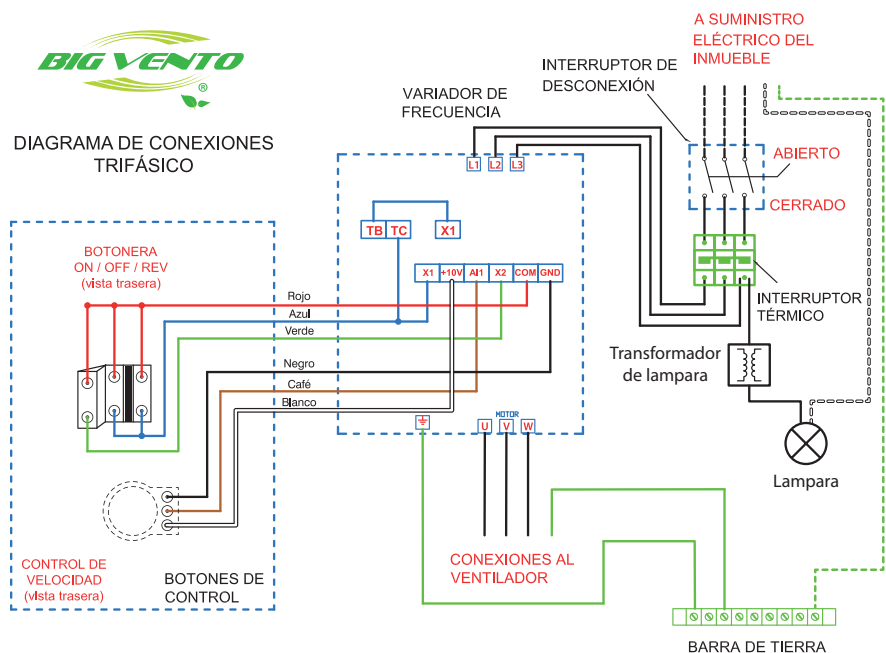 BIG VENTO
®
DIAGRAMA DE CONEXIONES
TRIFÁSICO
A SUMINISTRO
ELÉCTRICO DEL
INMUEBLE
INTERRUPTOR DE
DESCONEXIÓN
VARIADOR DE
FRECUENCIA
L1 L2 L3
ABIERTO
CERRADO
TB TC X1
BOTONERA
ON / OFF / REV
(vista trasera)
X1 +10V AI1 X2 COM GND
INTERRUPTOR
TÉRMICO
Rojo
Azul
Verde
Negro
Café
Blanco
Transformador
de lampara
MOTOR
U V W
Lampara
CONEXIONES AL
VENTILADOR
CONTROL DE
VELOCIDAD
(vista trasera)
BOTONES DE
CONTROL
BARRA DE TIERRA